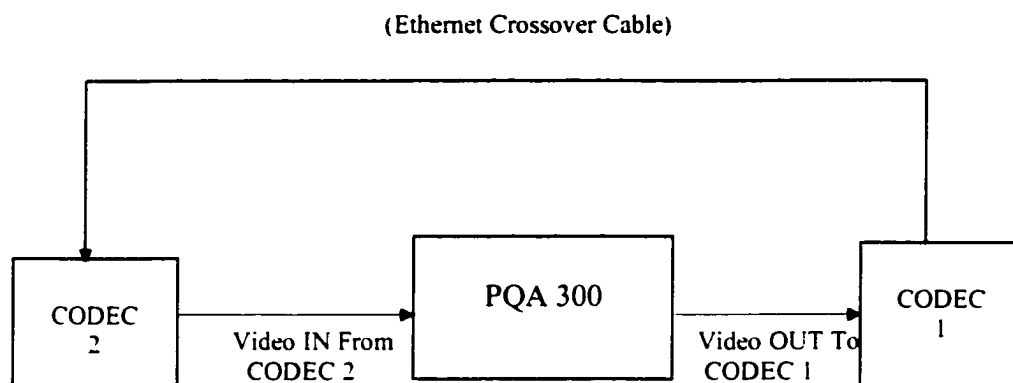 (Ethernet Crossover Cable)
CODEC
2
Video IN From
CODEC 2
PQA 300
Video OUT To
CODEC 1
CODEC
1